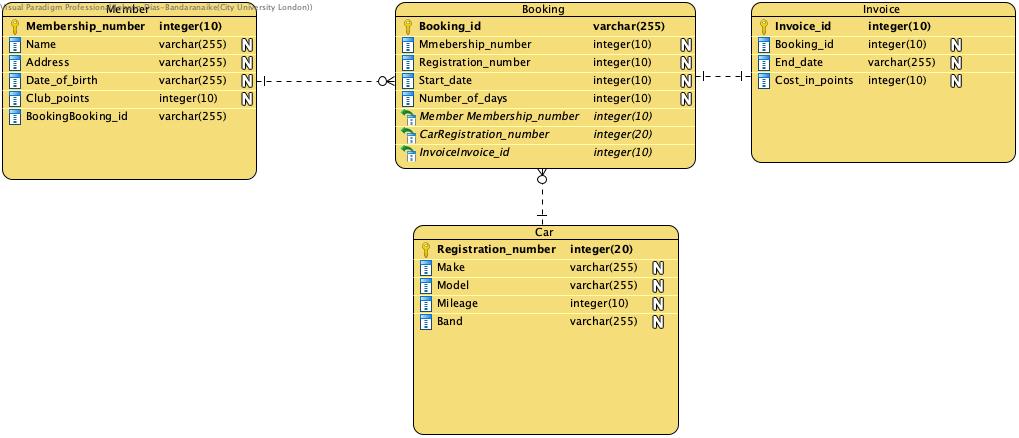 Visual Paradigm Professional Dias-Bandaranaike(City University London))
Member
Membership_number integer(10)
Name varchar(255) N
Address varchar(255) N
Date_of_birth varchar(255) N
Club_points integer(10) N
BookingBooking_id varchar(255)
Booking
Booking_id varchar(255)
Mmebership_number integer(10) N
Registration_number integer(10) N
Start_date integer(10) N
Number_of_days integer(10) N
Member Membership_number integer(10)
CarRegistration_number integer(20)
InvoiceInvoice_id integer(10)
Invoice
Invoice_id integer(10)
Booking_id integer(10) N
End_date varchar(255) N
Cost_in_points integer(10) N
Car
Registration_number integer(20)
Make varchar(255) N
Model varchar(255) N
Mileage integer(10) N
Band varchar(255) N